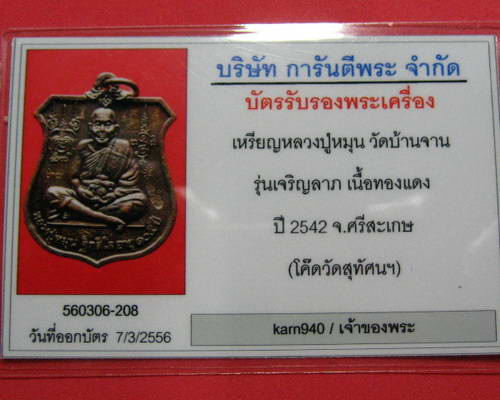 บริษัท การันตีพระ จำกัด
บัตรรับรองพระเครื่อง
เหรียญหลวงปู่หมุน วัดบ้านจาน
รุ่นเจริญลาภ เนื้อทองแดง
ปี 2542 จ.ศรีสะเกษ
(โค๊ดวัดสุทัศนฯ)
560306-208
วันที่ออกบัตร 7/3/2556
karn940 / เจ้าของพระ